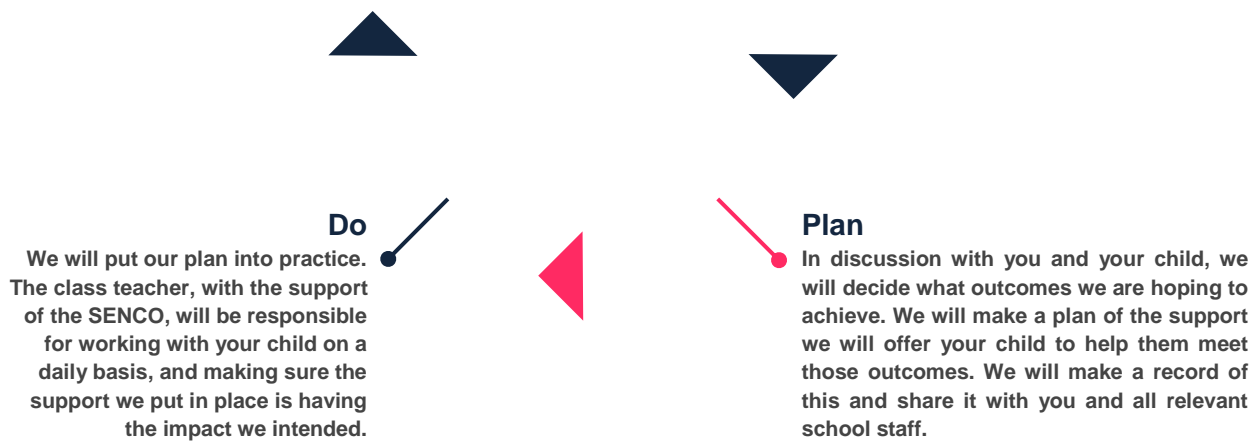 Do
We will put our plan into practice.
The class teacher, with the support
of the SENCO, will be responsible
for working with your child on a
daily basis, and making sure the
support we put in place is having
the impact we intended.
Plan
In discussion with you and your child, we
will decide what outcomes we are hoping to
achieve. We will make a plan of the support
we will offer your child to help them meet
those outcomes. We will make a record of
this and share it with you and all relevant
school staff.